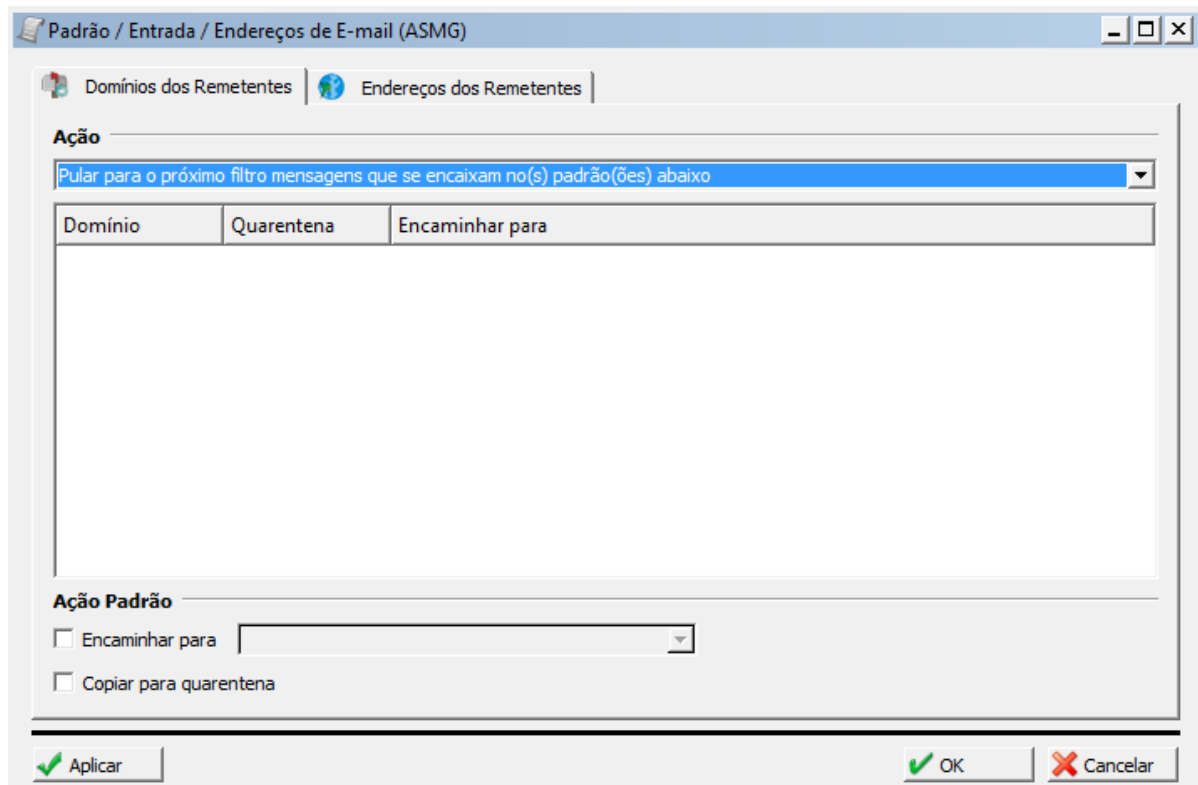 Padrão / Entrada / Endereços de E-mail (ASMG)
Domínios dos Remetentes
Endereços dos Remetentes
Ação
Pular para o próximo filtro mensagens que se encaixam no(s) padrão(ões) abaixo
Domínio Quarentena Encaminhar para
Ação Padrão
Encaminhar para
Copiar para quarentena
Aplicar OK Cancelar